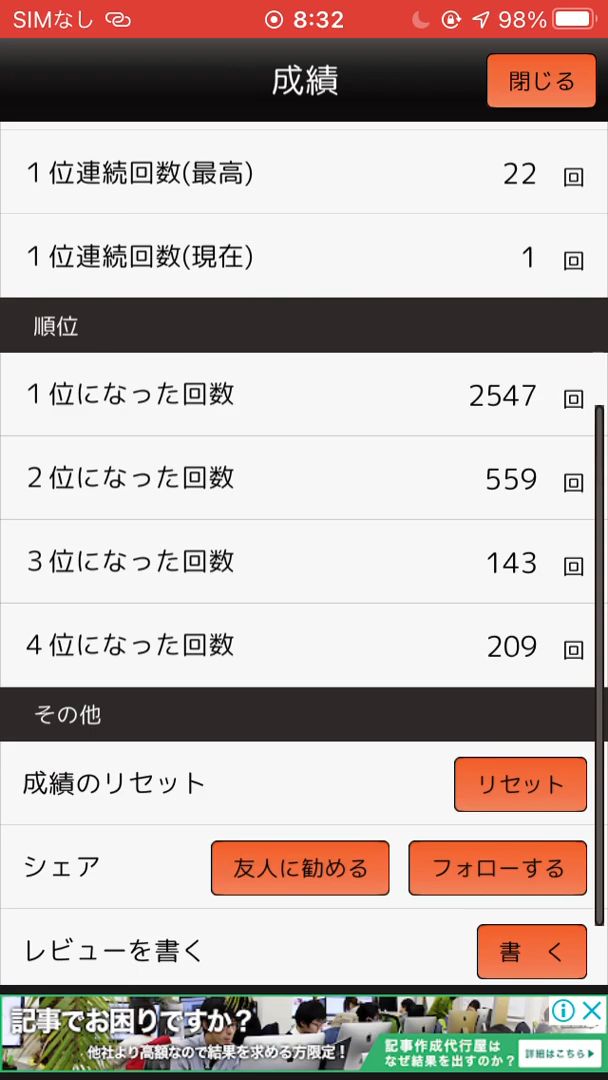 SIMなし 8:32 98%
成績 閉じる
１位連続回数(最高) 22 回
１位連続回数(現在) 1 回
順位
１位になった回数 2547 回
２位になった回数 559 回
３位になった回数 143 回
４位になった回数 209 回
その他
成績のリセット リセット
シェア 友人に勧める フォローする
レビューを書く 書　く
記事でお困りですか？
他社より高額なので結果を求める方限定！
記事作成代行屋は
なぜ結果を出すのか？
詳細はこちら▶